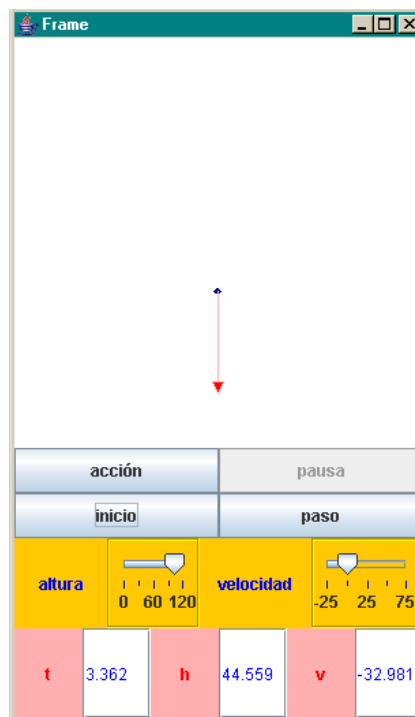 Frame
acción pausa
inicio paso
altura 0 60 120 velocidad -25 25 75
t 3.362 h 44.559 v -32.981